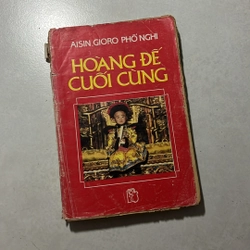 AISIN GIORO PHỔ NGHI
HOÀNG ĐẾ
CUỐI CÙNG